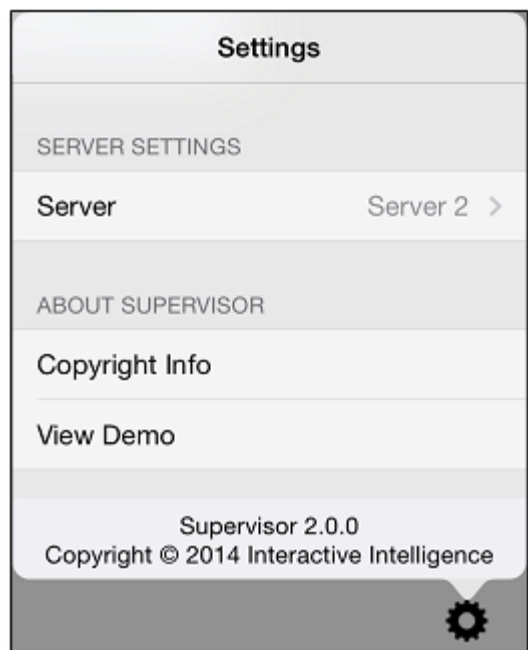 Settings
SERVER SETTINGS
Server Server 2
ABOUT SUPERVISOR
Copyright Info
View Demo
Supervisor 2.0.0
Copyright © 2014 Interactive Intelligence